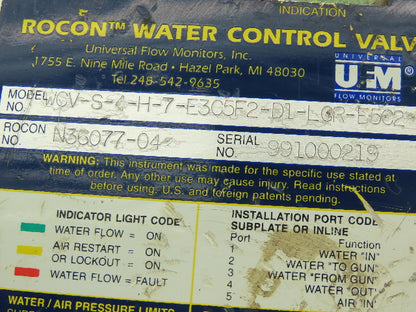 INDICATION
ROCON™ WATER CONTROL VALV
Universal Flow Monitors, Inc.
1755 E. Nine Mile Road • Hazel Park, MI 48030
Tel 248-542-9635
UNIVERSAL
UFM
FLOW MONITORS
MODEL NO. WCV-S-4-H-7-E3C5F2-D1-LQR-E5C2
ROCON NO. N36077-04
SERIAL NO. 991000219
WARNING: This instrument was made for the specific use stated at
time of order. Any other use may cause damage. Read instructions
before use. U.S. and foreign patents pending.
INDICATOR LIGHT CODE
WATER FLOW = ON
AIR RESTART = ON
OR LOCKOUT = ON
WATER FLOW = FAULT
INSTALLATION PORT CODE
SUBPLATE OR INLINE
Port Function
1 WATER "IN"
2 WATER "TO GUN"
3 WATER "FROM GUN"
4 WATER "OUT"
5 AIR "IN"
WATER / AIR PRESSURE LIMITS